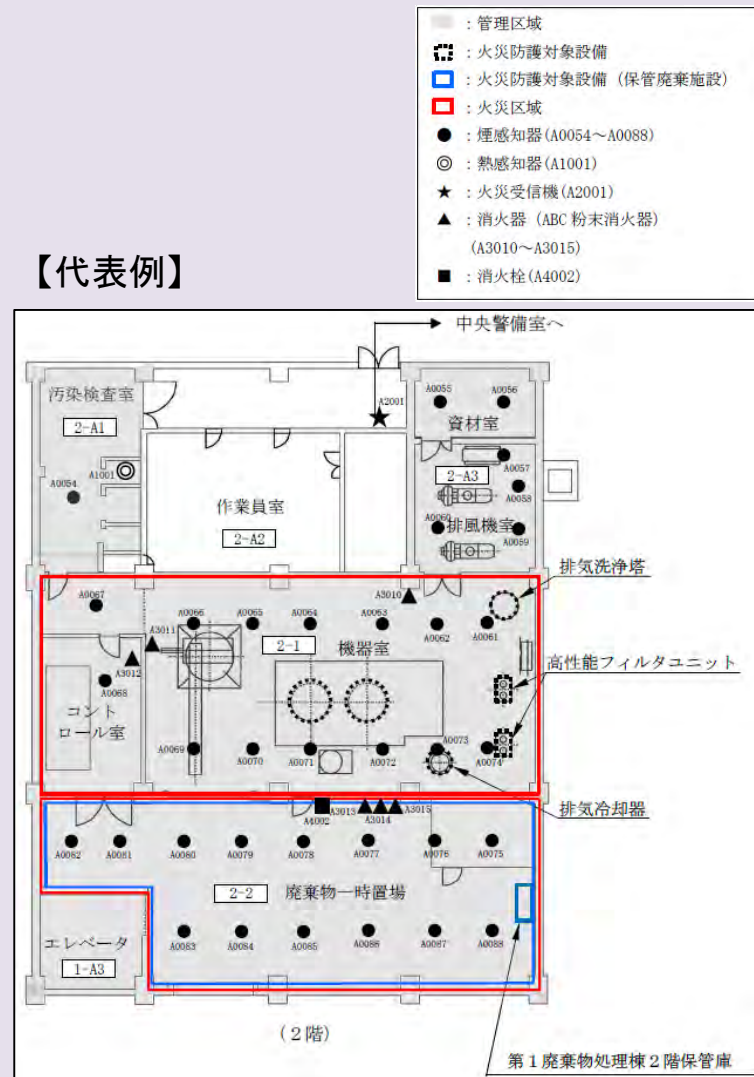 ：管理区域
：火災防護対象設備
：火災防護対象設備（保管廃棄施設）
：火災区域
：煙感知器(A0054～A0088)
：熱感知器(A1001)
：火災受信機(A2001)
：消火器（ABC 粉末消火器）
(A3010～A3015)
：消火栓(A4002)
【代表例】
中央警備室へ
汚染検査室
2-A1
A2001
A0055
A0056
資材室
A1001
A0054
作業員室
2-A2
A0057
2-A3
A0058
A0060
排風機室
A0059
排気洗浄塔
A0067
A3010
A0066
A0065
A0064
A0063
A0062
A0061
A3011
2-1
機器室
A3012
高性能フィルタユニット
A0068
コント
ロール室
A0069
A0070
A0071
A0072
A0073
A0074
排気冷却器
A4002
A3013
A3014
A3015
A0082
A0081
A0080
A0079
A0078
A0077
A0076
A0075
2-2
廃棄物一時置場
エレベータ
1-A3
A0083
A0084
A0085
A0086
A0087
A0088
(２階)
第１廃棄物処理棟２階保管庫